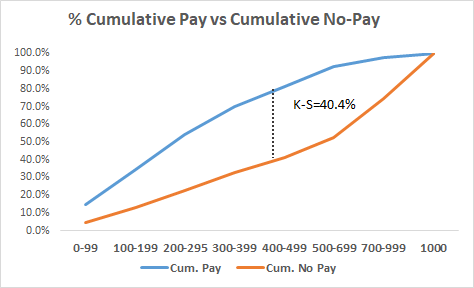 % Cumulative Pay vs Cumulative No-Pay
100.0%
90.0%
80.0%
70.0%
60.0%
50.0%
40.0%
30.0%
20.0%
10.0%
0.0%
K-S=40.4%
0-99 100-199 200-295 300-399 400-499 500-699 700-999 1000
Cum. Pay Cum. No Pay